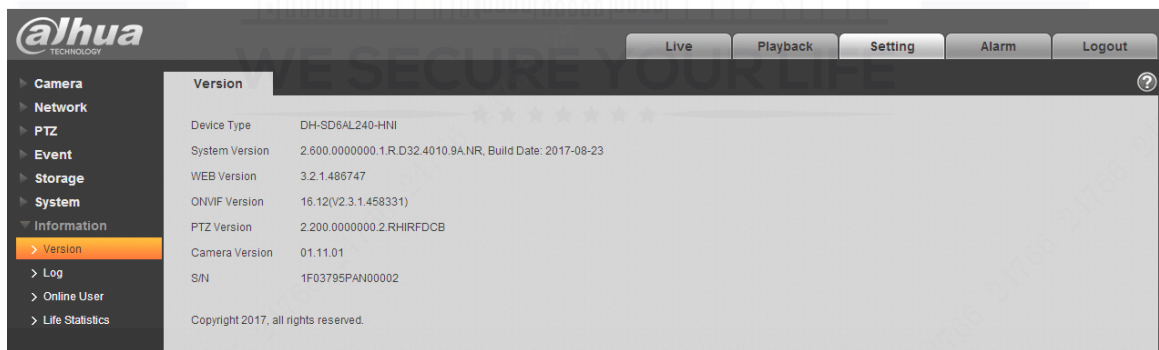 alhua
TECHNOLOGY
WE SECURE YOUR LIFE
Live Playback Setting Alarm Logout
Camera
Network
PTZ
Event
Storage
System
Information
Version
Log
Online User
Life Statistics
Version
?
Device Type DH-SD6AL240-HNI
System Version 2.600.0000000.1.R.D32.4010.9A.NR, Build Date: 2017-08-23
WEB Version 3.2.1.486747
ONVIF Version 16.12(V2.3.1.458331)
PTZ Version 2.200.0000000.2.RHIRFDCB
Camera Version 01.11.01
S/N 1F03795PAN00002
Copyright 2017, all rights reserved.